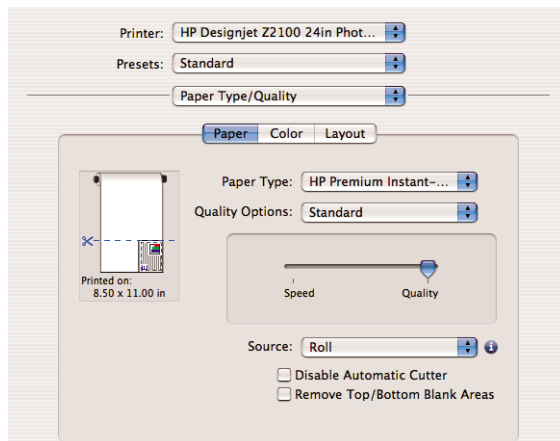 Printer: HP Designjet Z2100 24in Phot...
Presets: Standard
Paper Type/Quality
Paper Color Layout
Paper Type: HP Premium Instant-...
Quality Options: Standard
Printed on:
8.50 x 11.00 in
Speed Quality
Source: Roll
Disable Automatic Cutter
Remove Top/Bottom Blank Areas